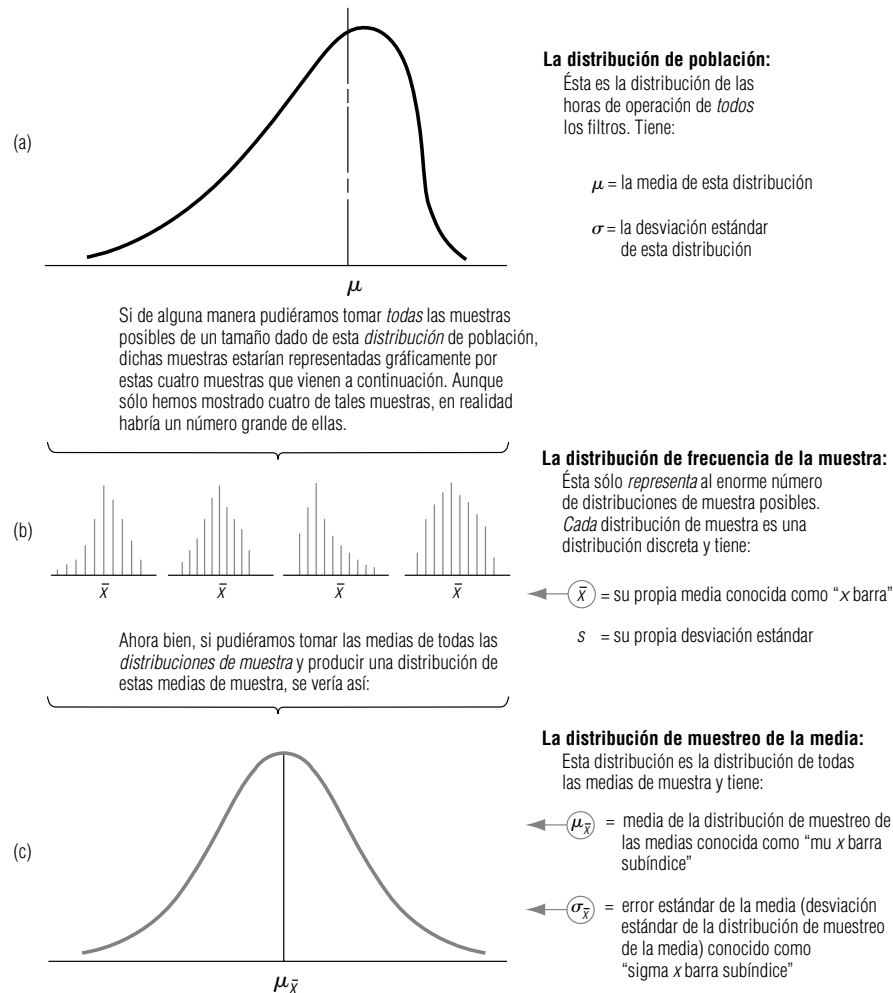 La distribución de población:
Ésta es la distribución de las
horas de operación de todos
los filtros. Tiene:
(a)
μ = la media de esta distribución
σ = la desviación estándar
de esta distribución
μ
Si de alguna manera pudiéramos tomar todas las muestras
posibles de un tamaño dado de esta distribución de población,
dichas muestras estarían representadas gráficamente por
estas cuatro muestras que vienen a continuación. Aunque
sólo hemos mostrado cuatro de tales muestras, en realidad
habría un número grande de ellas.
La distribución de frecuencia de la muestra:
Ésta sólo representa al enorme número
de distribuciones de muestra posibles.
Cada distribución de muestra es una
distribución discreta y tiene:
(b)
x̄ x̄ x̄ x̄
x̄ = su propia media conocida como “x barra”
s = su propia desviación estándar
Ahora bien, si pudiéramos tomar las medias de todas las
distribuciones de muestra y producir una distribución de
estas medias de muestra, se vería así:
La distribución de muestreo de la media:
Esta distribución es la distribución de todas
las medias de muestra y tiene:
(c)
μx̄ = media de la distribución de muestreo de
las medias conocida como “mu x barra
subíndice”
σx̄ = error estándar de la media (desviación
estándar de la distribución de muestreo
de la media) conocido como
“sigma x barra subíndice”
μx̄